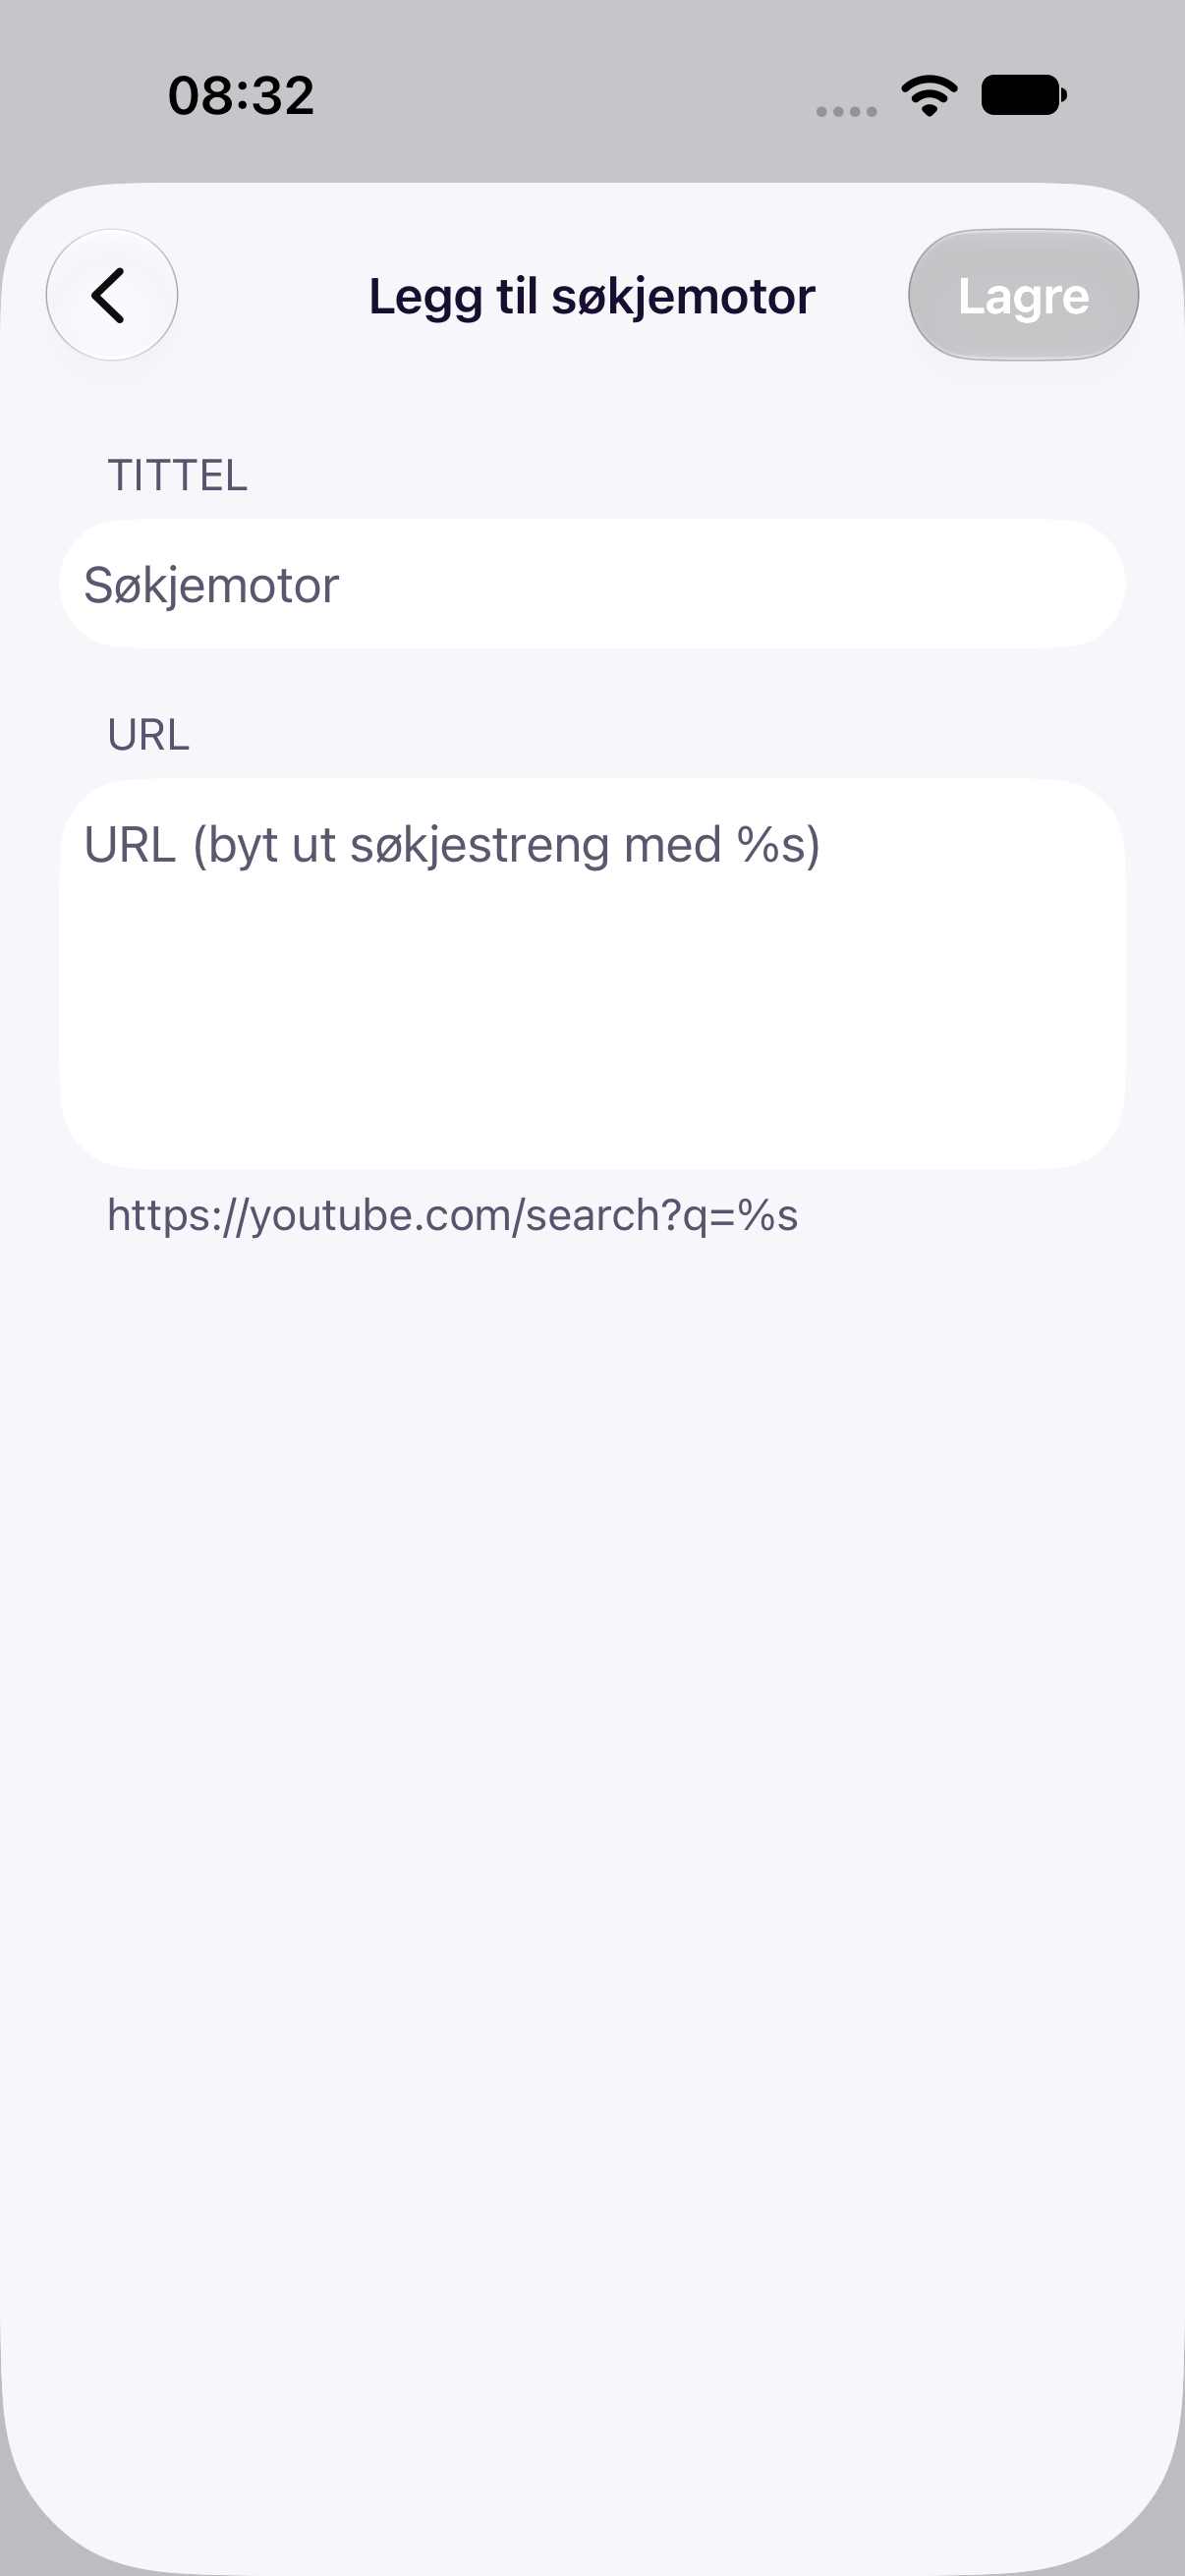 08:32
Legg til søkjemotor
Lagre
TITTEL
Søkjemotor
URL
URL (byt ut søkjestreng med %s)
https://youtube.com/search?q=%s